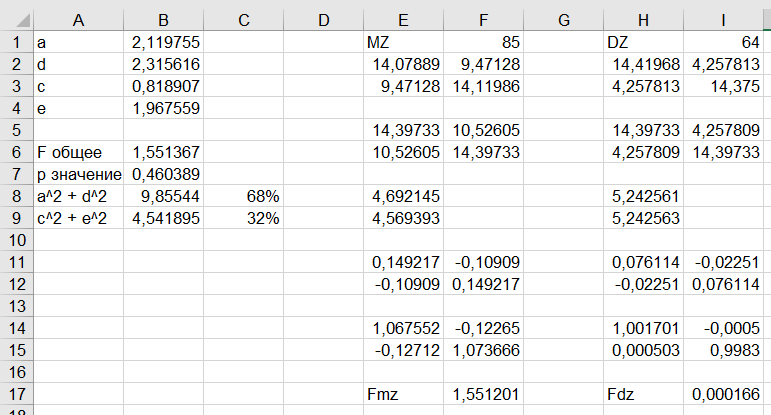 A B C D E F G H I
1 a 2,119755 MZ 85 DZ 64
2 d 2,315616 14,07889 9,47128 14,41968 4,257813
3 c 0,818907 9,47128 14,11986 4,257813 14,375
4 e 1,967559
5 14,39733 10,52605 14,39733 4,257809
6 F общее 1,551367 10,52605 14,39733 4,257809 14,39733
7 p значение 0,460389
8 a^2 + d^2 9,85544 68% 4,692145 5,242561
9 c^2 + e^2 4,541895 32% 4,569393 5,242563
10
11 0,149217 -0,10909 0,076114 -0,02251
12 -0,10909 0,149217 -0,02251 0,076114
13
14 1,067552 -0,12265 1,001701 -0,0005
15 -0,12712 1,073666 0,000503 0,9983
16
17 Fmz 1,551201 Fdz 0,000166